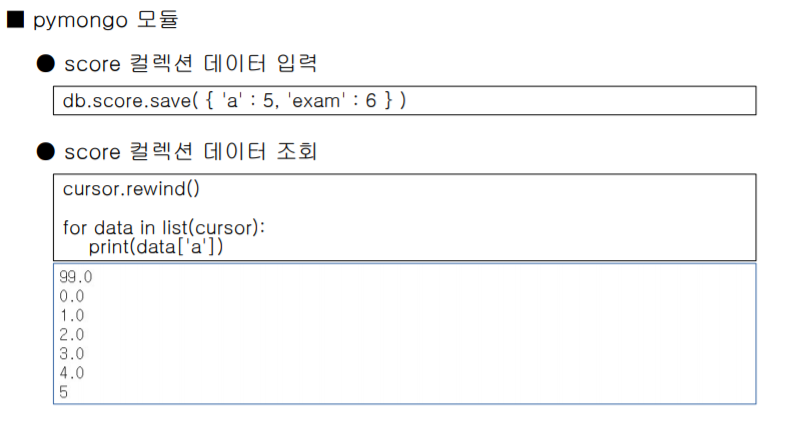 ■ pymongo 모듈
● score 컬렉션 데이터 입력
db.score.save( { 'a' : 5, 'exam' : 6 } )
● score 컬렉션 데이터 조회
cursor.rewind()
for data in list(cursor):
print(data['a'])
99.0
0.0
1.0
2.0
3.0
4.0
5